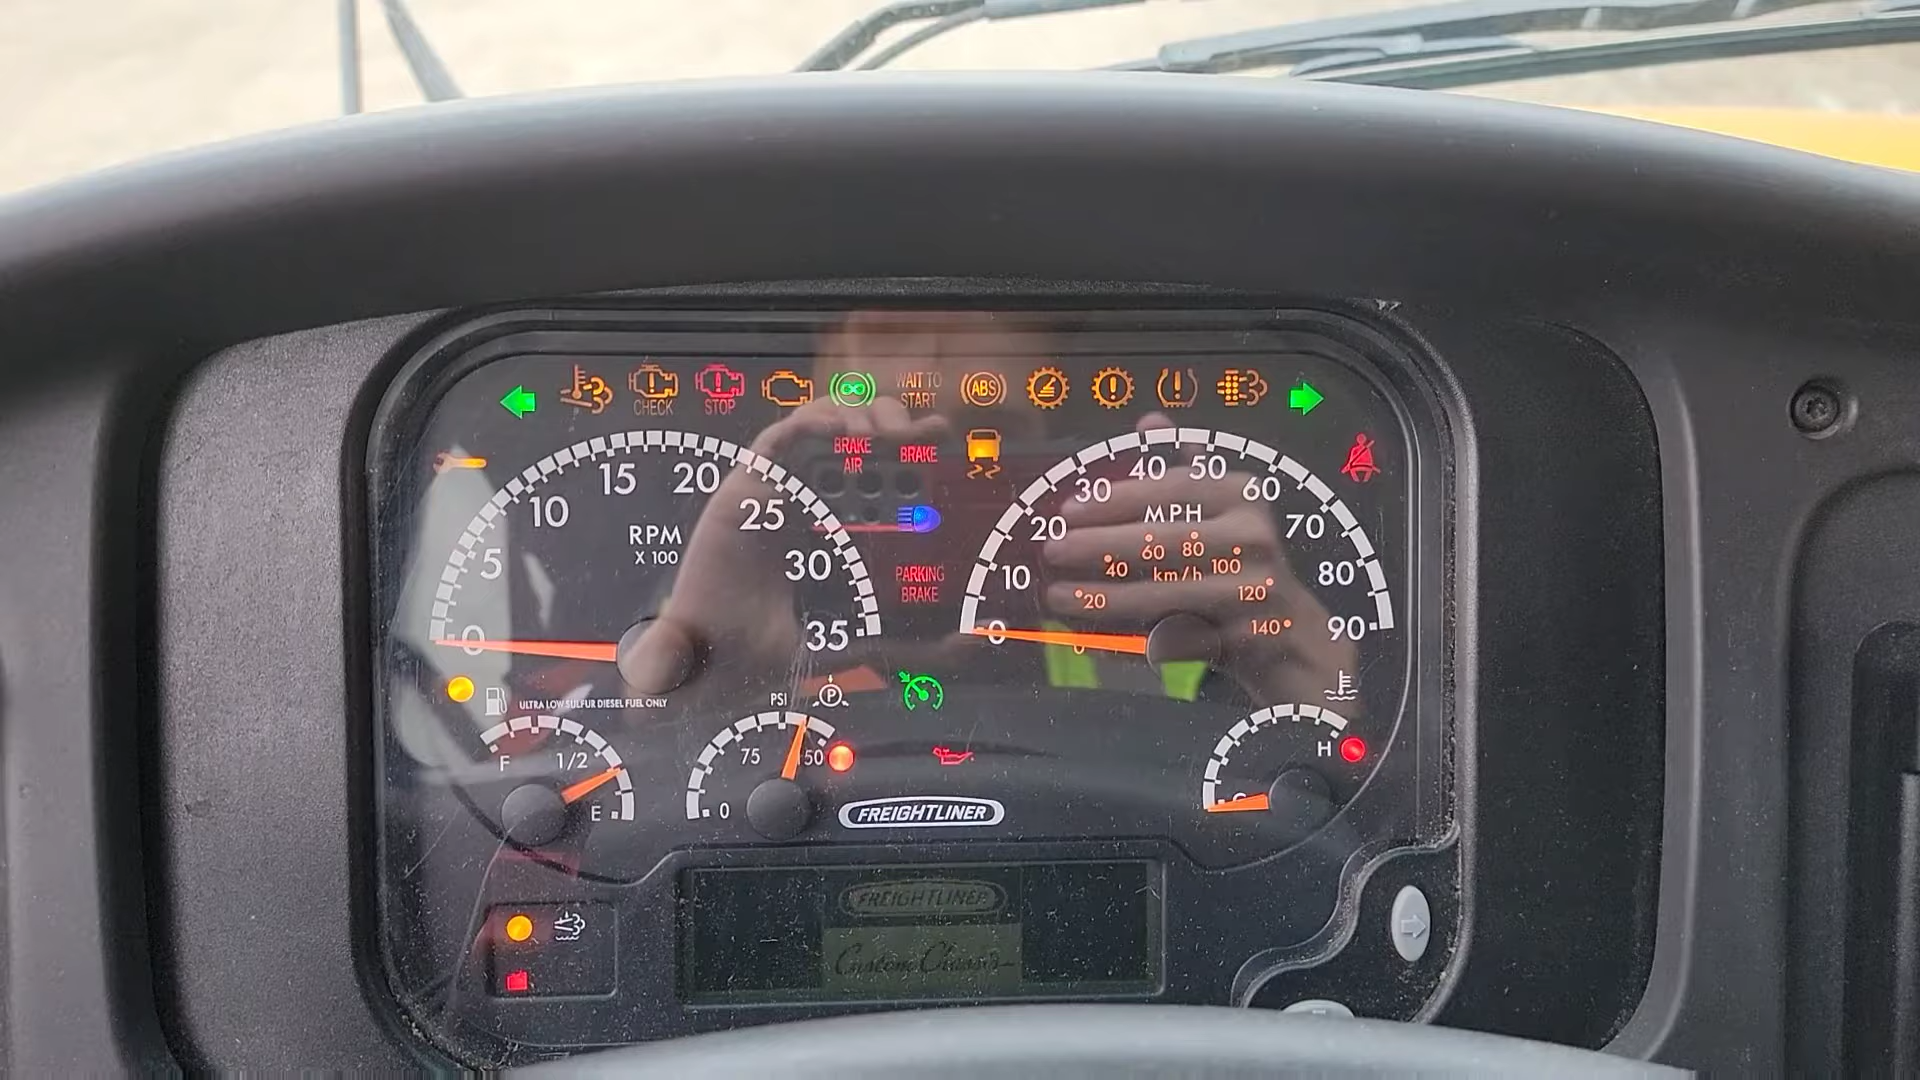 CHECK
STOP
WAIT TO
START
ABS
BRAKE
AIR
BRAKE
PARKING
BRAKE
0
5
10
15
20
25
30
35
RPM
X 100
0
10
20
30
40
50
60
70
80
90
MPH
20
40
60
80
100
120
140
km/h
0
ULTRA LOW SULFUR DIESEL FUEL ONLY
F
1/2
E
PSI
P
0
75
50
H
FREIGHTLINER
FREIGHTLINER
Custom Chassis